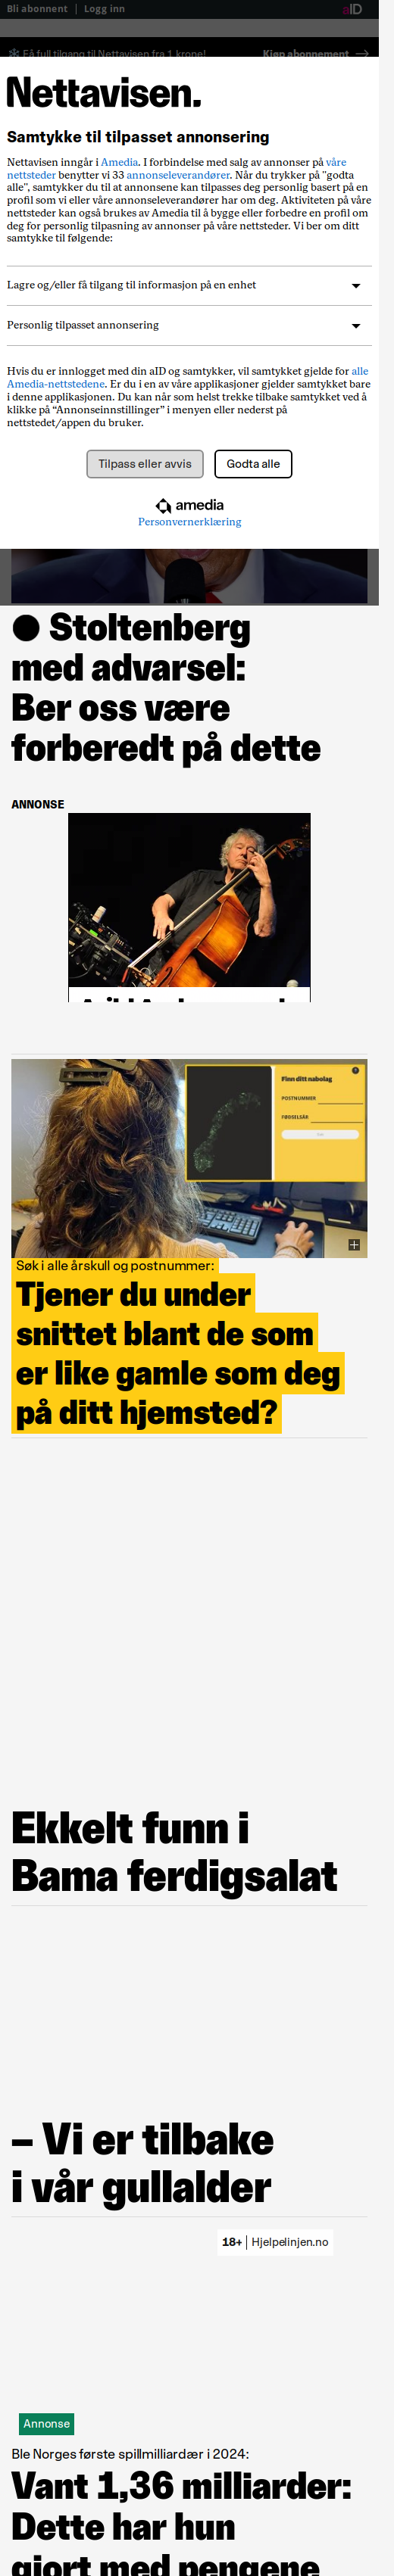 Bli abonnent | Logg inn aID
Få full tilgang til Nettavisen fra 1 krone! Kjøp abonnement →
Nettavisen.
Samtykke til tilpasset annonsering
Nettavisen inngår i Amedia. I forbindelse med salg av annonser på våre
nettsteder benytter vi 33 annonseleverandører. Når du trykker på "godta
alle", samtykker du til at annonsene kan tilpasses deg personlig basert på en
profil som vi eller våre annonseleverandører har om deg. Aktiviteten på våre
nettsteder kan også brukes av Amedia til å bygge eller forbedre en profil om
deg for personlig tilpasning av annonser på våre nettsteder. Vi ber om ditt
samtykke til følgende:
Lagre og/eller få tilgang til informasjon på en enhet
Personlig tilpasset annonsering
Hvis du er innlogget med din aID og samtykker, vil samtykket gjelde for alle
Amedia-nettstedene. Er du i en av våre applikasjoner gjelder samtykket bare
i denne applikasjonen. Du kan når som helst trekke tilbake samtykket ved å
klikke på “Annonseinnstillinger” i menyen eller nederst på
nettstedet/appen du bruker.
Tilpass eller avvis Godta alle
amedia
Personvernerklæring
Stoltenberg
med advarsel:
Ber oss være
forberedt på dette
ANNONSE
Finn ditt nabolag
POSTNUMMER
FØDSELSÅR
Søk i alle årskull og postnummer:
Tjener du under
snittet blant de som
er like gamle som deg
på ditt hjemsted?
Ekkelt funn i
Bama ferdigsalat
– Vi er tilbake
i vår gullalder
18+ | Hjelpelinjen.no
Annonse
Ble Norges første spillmilliardær i 2024:
Vant 1,36 milliarder:
Dette har hun
gjort med pengene